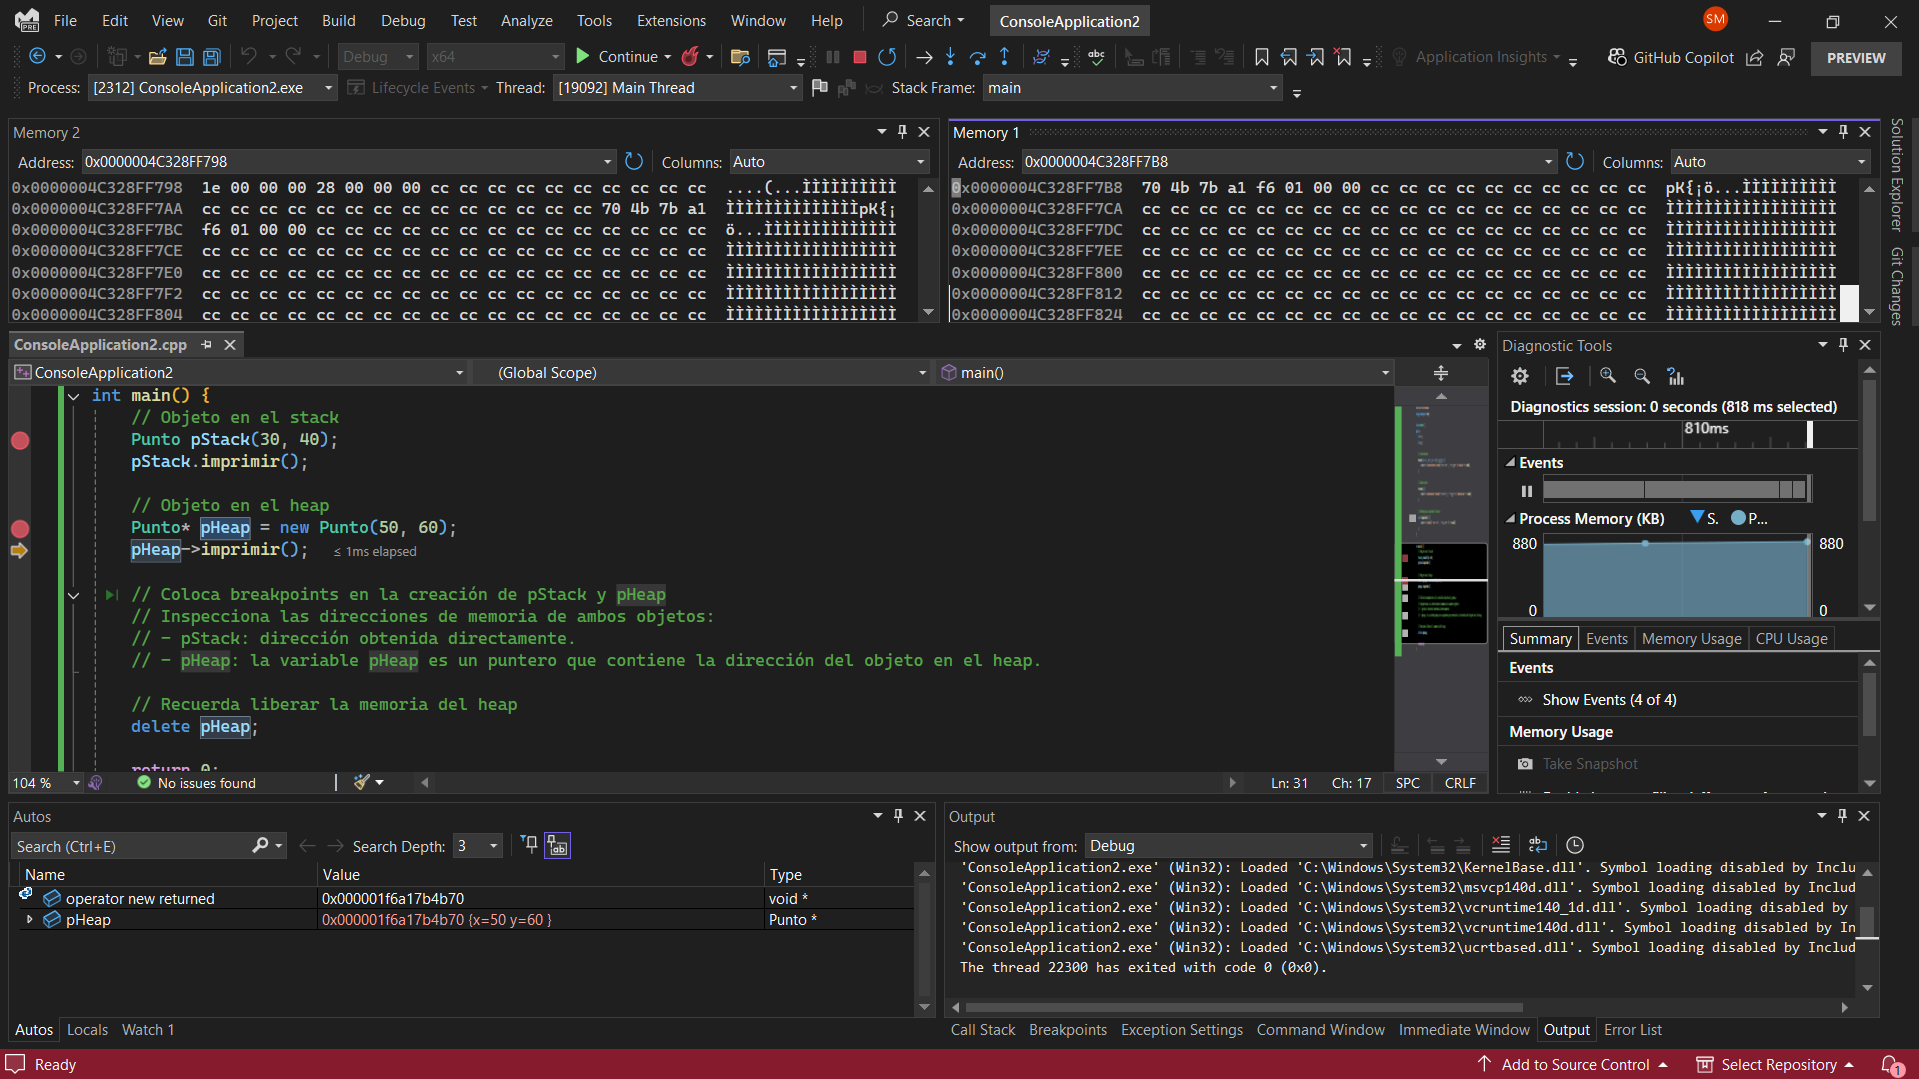 File Edit View Git Project Build Debug Test Analyze Tools Extensions Window Help Search ConsoleApplication2 SM
Debug x64 Continue abc Application Insights GitHub Copilot PREVIEW
Process: [2312] ConsoleApplication2.exe Lifecycle Events Thread: [19092] Main Thread Stack Frame: main
Memory 2
Address: 0x0000004C328FF798 Columns: Auto
0x0000004C328FF798 1e 00 00 00 28 00 00 00 cc cc cc cc cc cc cc cc cc cc ....(...ÌÌÌÌÌÌÌÌÌÌ
0x0000004C328FF7AA cc cc cc cc cc cc cc cc cc cc cc cc cc cc 70 4b 7b a1 ÌÌÌÌÌÌÌÌÌÌÌÌÌÌpK{¡
0x0000004C328FF7BC f6 01 00 00 cc cc cc cc cc cc cc cc cc cc cc cc cc cc ö...ÌÌÌÌÌÌÌÌÌÌÌÌÌÌ
0x0000004C328FF7CE cc cc cc cc cc cc cc cc cc cc cc cc cc cc cc cc cc cc ÌÌÌÌÌÌÌÌÌÌÌÌÌÌÌÌÌÌ
0x0000004C328FF7E0 cc cc cc cc cc cc cc cc cc cc cc cc cc cc cc cc cc cc ÌÌÌÌÌÌÌÌÌÌÌÌÌÌÌÌÌÌ
0x0000004C328FF7F2 cc cc cc cc cc cc cc cc cc cc cc cc cc cc cc cc cc cc ÌÌÌÌÌÌÌÌÌÌÌÌÌÌÌÌÌÌ
0x0000004C328FF804 cc cc cc cc cc cc cc cc cc cc cc cc cc cc cc cc cc cc ÌÌÌÌÌÌÌÌÌÌÌÌÌÌÌÌÌÌ
Memory 1
Address: 0x0000004C328FF7B8 Columns: Auto
0x0000004C328FF7B8 70 4b 7b a1 f6 01 00 00 cc cc cc cc cc cc cc cc cc cc pK{¡ö...ÌÌÌÌÌÌÌÌÌÌ
0x0000004C328FF7CA cc cc cc cc cc cc cc cc cc cc cc cc cc cc cc cc cc cc ÌÌÌÌÌÌÌÌÌÌÌÌÌÌÌÌÌÌ
0x0000004C328FF7DC cc cc cc cc cc cc cc cc cc cc cc cc cc cc cc cc cc cc ÌÌÌÌÌÌÌÌÌÌÌÌÌÌÌÌÌÌ
0x0000004C328FF7EE cc cc cc cc cc cc cc cc cc cc cc cc cc cc cc cc cc cc ÌÌÌÌÌÌÌÌÌÌÌÌÌÌÌÌÌÌ
0x0000004C328FF800 cc cc cc cc cc cc cc cc cc cc cc cc cc cc cc cc cc cc ÌÌÌÌÌÌÌÌÌÌÌÌÌÌÌÌÌÌ
0x0000004C328FF812 cc cc cc cc cc cc cc cc cc cc cc cc cc cc cc cc cc cc ÌÌÌÌÌÌÌÌÌÌÌÌÌÌÌÌÌÌ
0x0000004C328FF824 cc cc cc cc cc cc cc cc cc cc cc cc cc cc cc cc cc cc ÌÌÌÌÌÌÌÌÌÌÌÌÌÌÌÌÌÌ
Solution Explorer
Git Changes
ConsoleApplication2.cpp
ConsoleApplication2 (Global Scope) main()
int main() {
// Objeto en el stack
Punto pStack(30, 40);
pStack.imprimir();
// Objeto en el heap
Punto* pHeap = new Punto(50, 60);
pHeap->imprimir(); ≤ 1ms elapsed
// Coloca breakpoints en la creación de pStack y pHeap
// Inspecciona las direcciones de memoria de ambos objetos:
// - pStack: dirección obtenida directamente.
// - pHeap: la variable pHeap es un puntero que contiene la dirección del objeto en el heap.
// Recuerda liberar la memoria del heap
delete pHeap;
return 0;
104 % No issues found Ln: 31 Ch: 17 SPC CRLF
Diagnostic Tools
Diagnostics session: 0 seconds (818 ms selected)
810ms
Events
Process Memory (KB) S. P...
880 880
0 0
Summary Events Memory Usage CPU Usage
Events
Show Events (4 of 4)
Memory Usage
Take Snapshot
Autos
Search (Ctrl+E) Search Depth: 3
Name Value Type
operator new returned 0x000001f6a17b4b70 void *
pHeap 0x000001f6a17b4b70 {x=50 y=60 } Punto *
Autos Locals Watch 1
Output
Show output from: Debug
'ConsoleApplication2.exe' (Win32): Loaded 'C:\Windows\System32\KernelBase.dll'. Symbol loading disabled by Inclu
'ConsoleApplication2.exe' (Win32): Loaded 'C:\Windows\System32\msvcp140d.dll'. Symbol loading disabled by Includ
'ConsoleApplication2.exe' (Win32): Loaded 'C:\Windows\System32\vcruntime140_1d.dll'. Symbol loading disabled by
'ConsoleApplication2.exe' (Win32): Loaded 'C:\Windows\System32\vcruntime140d.dll'. Symbol loading disabled by In
'ConsoleApplication2.exe' (Win32): Loaded 'C:\Windows\System32\ucrtbased.dll'. Symbol loading disabled by Includ
The thread 22300 has exited with code 0 (0x0).
Call Stack Breakpoints Exception Settings Command Window Immediate Window Output Error List
Ready Add to Source Control Select Repository 1